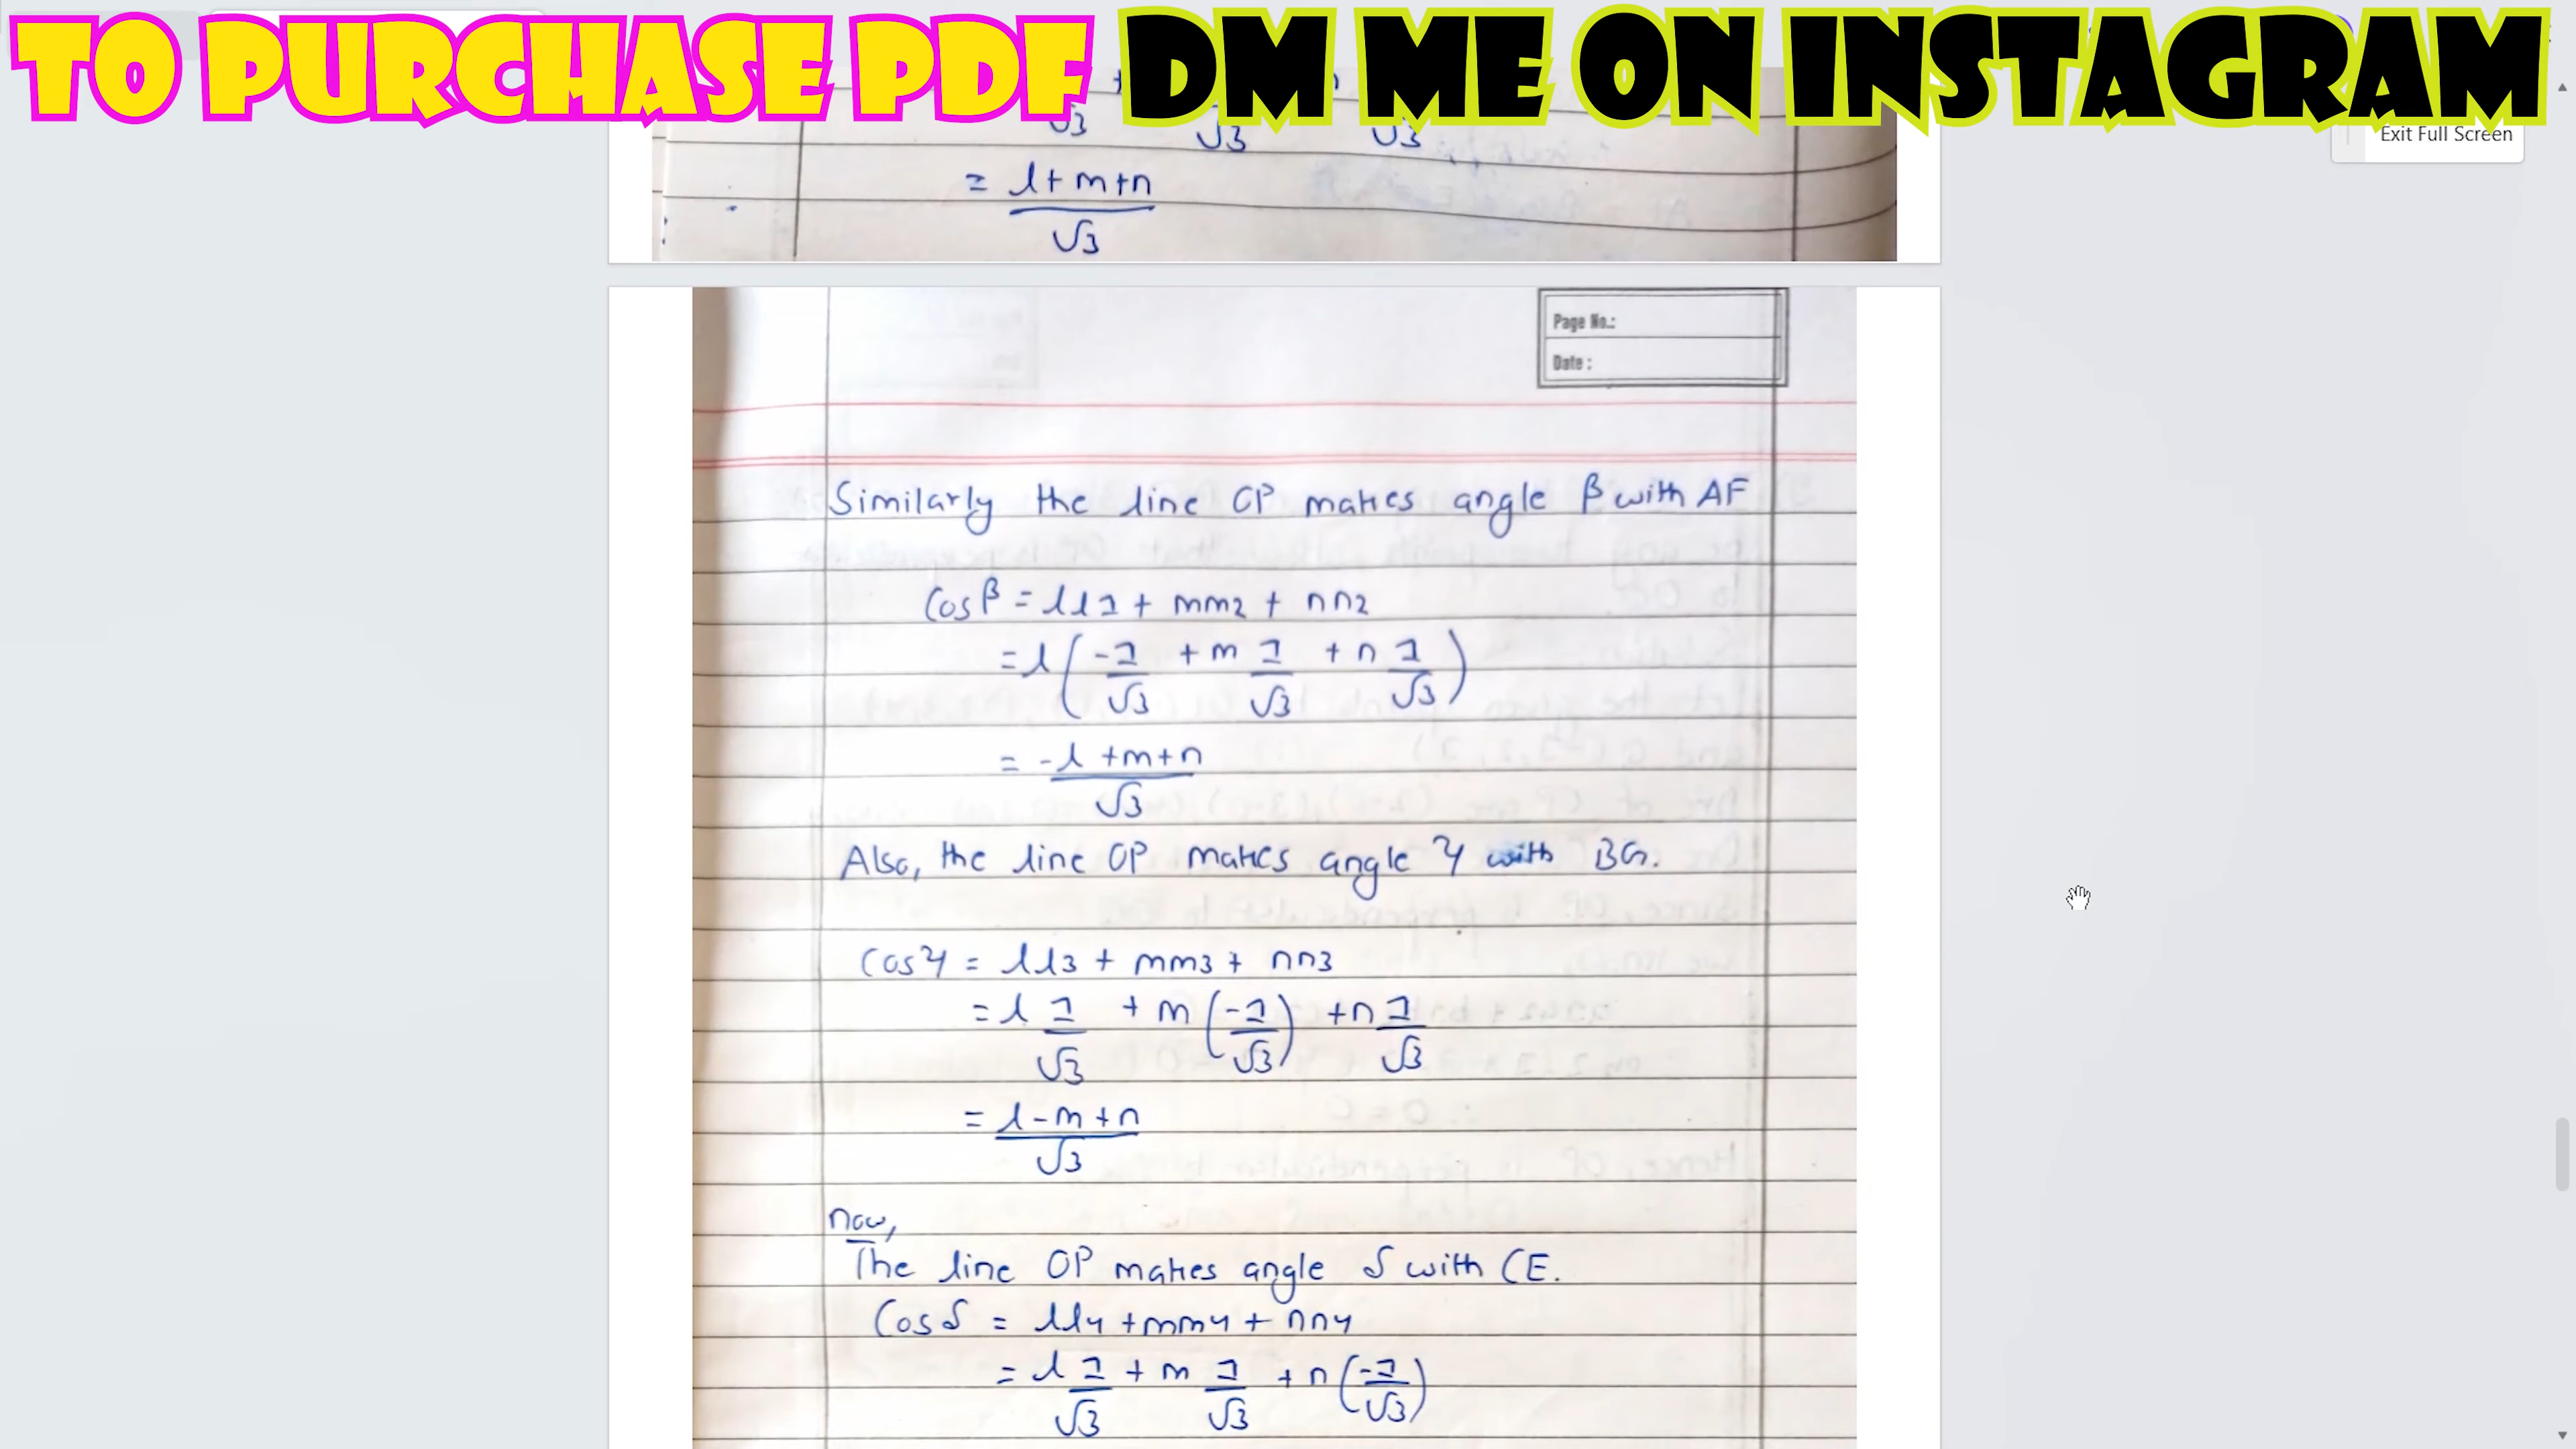 TO PURCHASE PDF DM ME ON INSTAGRAM
Exit Full Screen
√3 √3 √3
= l+m+n
√3
Page No.:
Date :
Similarly the line OP makes angle β with AF
Cosβ = ll2 + mm2 + nn2
= l(-1/√3 + m 1/√3 + n 1/√3)
= -l+m+n
√3
Also, the line OP makes angle γ with BG.
Cosγ = ll3 + mm3 + nn3
= l 1/√3 + m(-1/√3) + n 1/√3
= l-m+n
√3
now,
The line OP makes angle δ with CE.
Cosδ = ll4 + mm4 + nn4
= l 1/√3 + m 1/√3 + n(-1/√3)